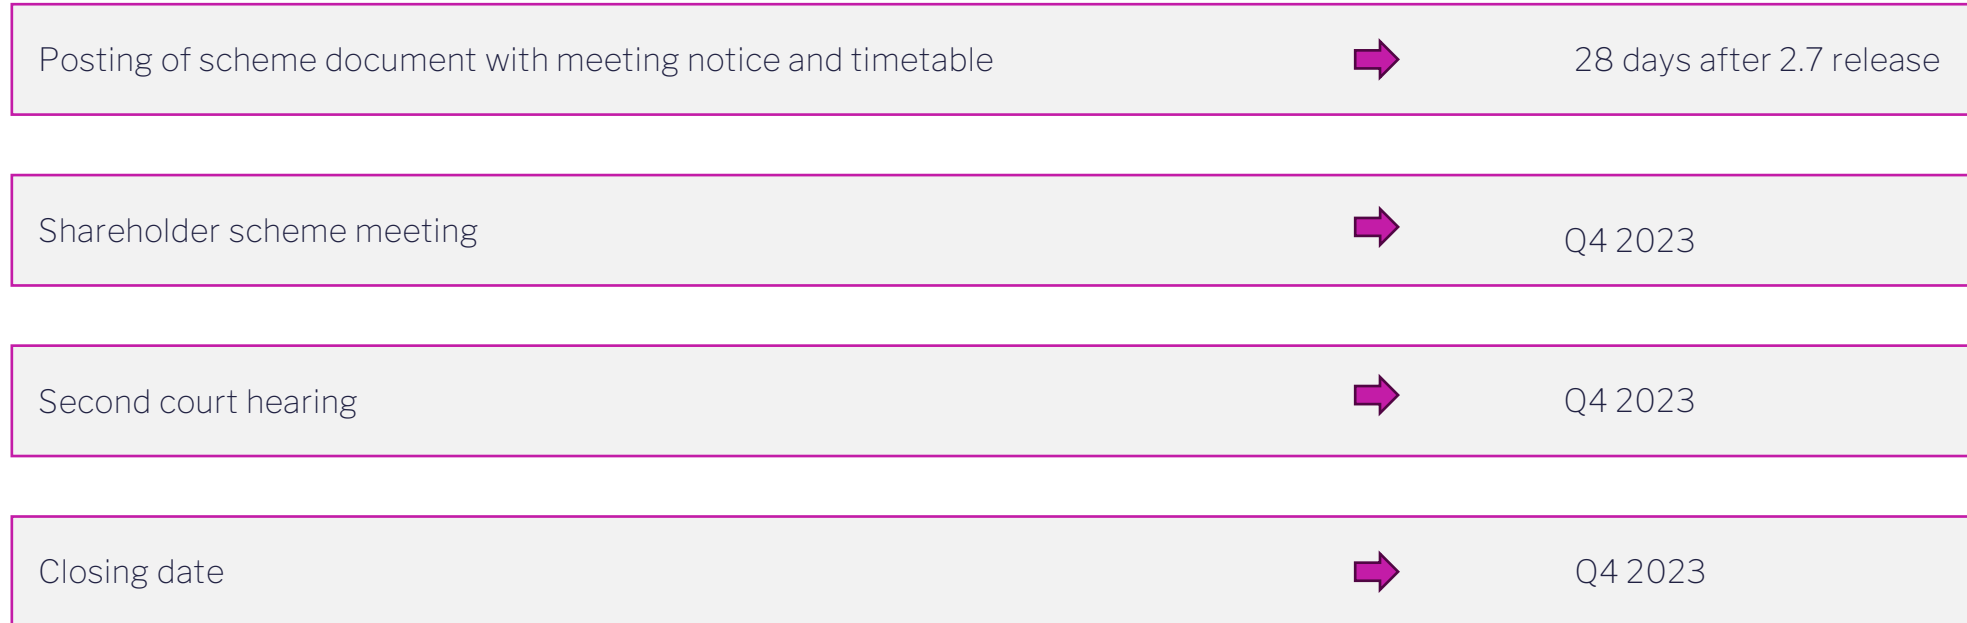 Posting of scheme document with meeting notice and timetable 28 days after 2.7 release
Shareholder scheme meeting Q4 2023
Second court hearing Q4 2023
Closing date Q4 2023